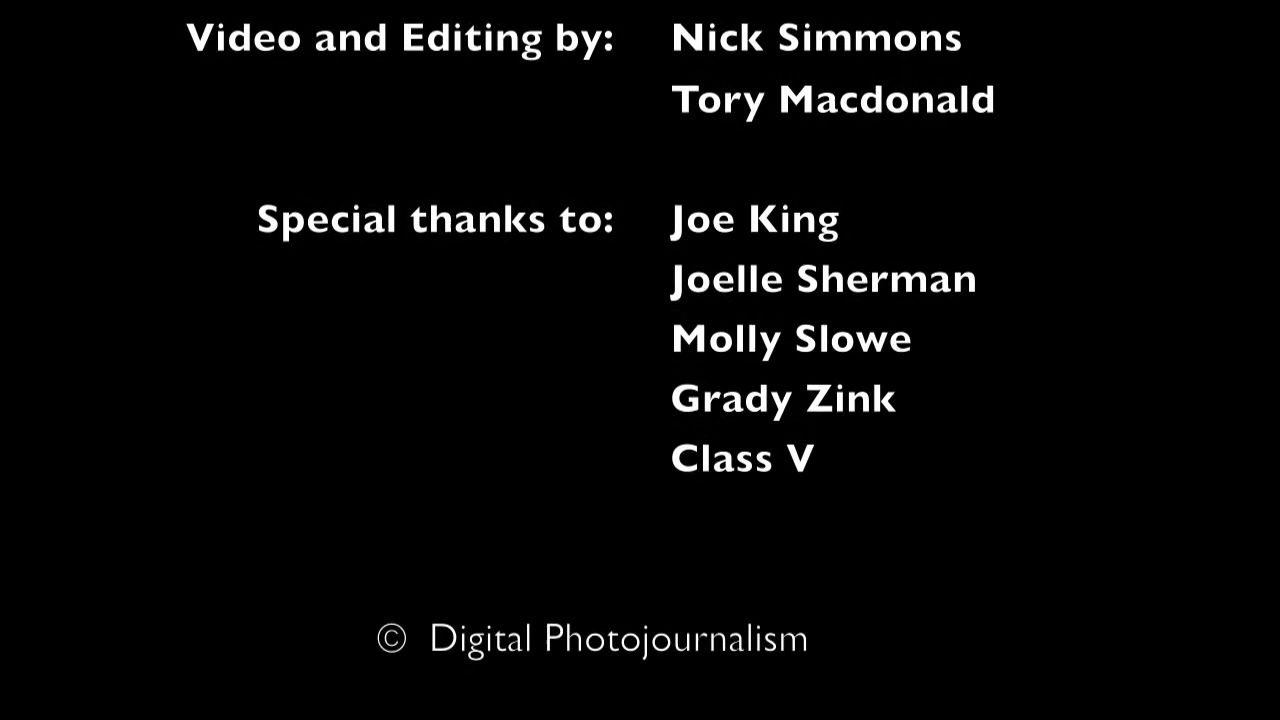 Video and Editing by: Nick Simmons
Tory Macdonald
Special thanks to: Joe King
Joelle Sherman
Molly Slowe
Grady Zink
Class V
© Digital Photojournalism